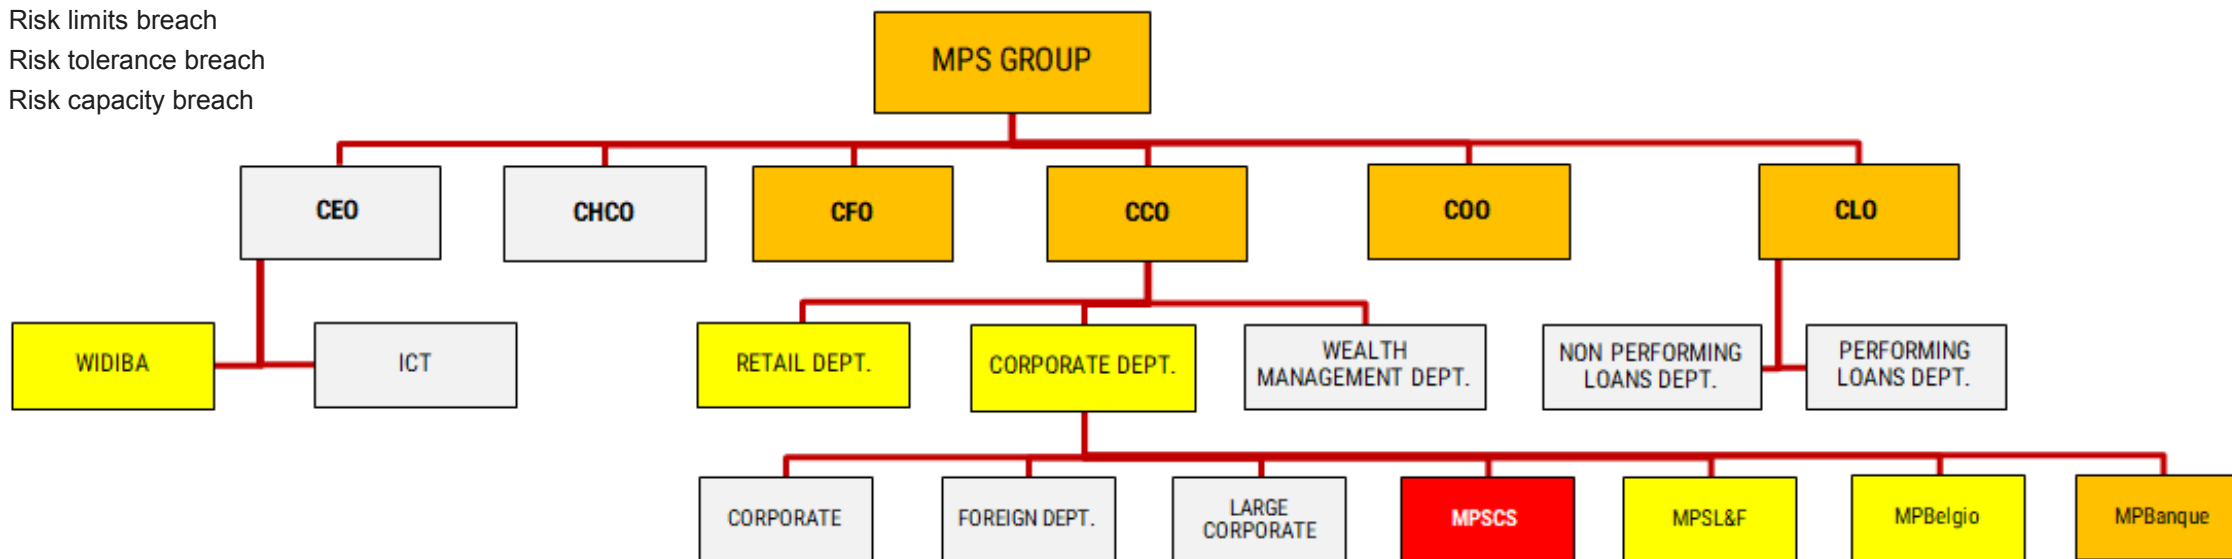 Risk limits breach
Risk tolerance breach
Risk capacity breach
MPS GROUP
CEO
CHCO
CFO
CCO
COO
CLO
WIDIBA
ICT
RETAIL DEPT.
CORPORATE DEPT.
WEALTH
MANAGEMENT DEPT.
NON PERFORMING
LOANS DEPT.
PERFORMING
LOANS DEPT.
CORPORATE
FOREIGN DEPT.
LARGE
CORPORATE
MPSCS
MPSL&F
MPBelgio
MPBanque